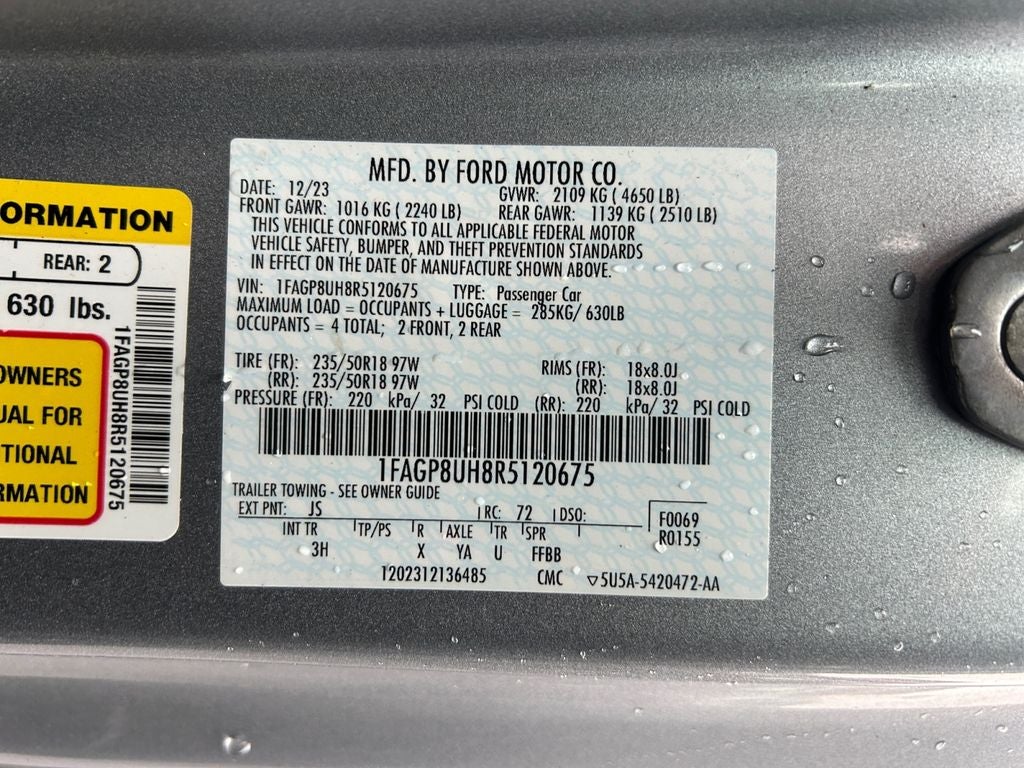 MFD. BY FORD MOTOR CO.
DATE: 12/23 GVWR: 2109 KG ( 4650 LB)
FRONT GAWR: 1016 KG ( 2240 LB) REAR GAWR: 1139 KG ( 2510 LB)
THIS VEHICLE CONFORMS TO ALL APPLICABLE FEDERAL MOTOR
VEHICLE SAFETY, BUMPER, AND THEFT PREVENTION STANDARDS
IN EFFECT ON THE DATE OF MANUFACTURE SHOWN ABOVE.
VIN: 1FAGP8UH8R5120675 TYPE: Passenger Car
MAXIMUM LOAD = OCCUPANTS + LUGGAGE = 285KG/ 630LB
OCCUPANTS = 4 TOTAL; 2 FRONT, 2 REAR
TIRE (FR): 235/50R18 97W RIMS (FR): 18x8.0J
(RR): 235/50R18 97W (RR): 18x8.0J
PRESSURE (FR): 220 kPa/ 32 PSI COLD (RR): 220 kPa/ 32 PSI COLD
1FAGP8UH8R5120675
TRAILER TOWING - SEE OWNER GUIDE
EXT PNT: JS RC: 72 DSO: F0069
R0155
INT TR TP/PS R AXLE TR SPR
3H X YA U FFBB
T202312136485 CMC ▽5U5A-5420472-AA
ORMATION
REAR: 2
630 lbs.
OWNERS
UAL FOR
TIONAL
RMATION
1FAGP8UH8R5120675